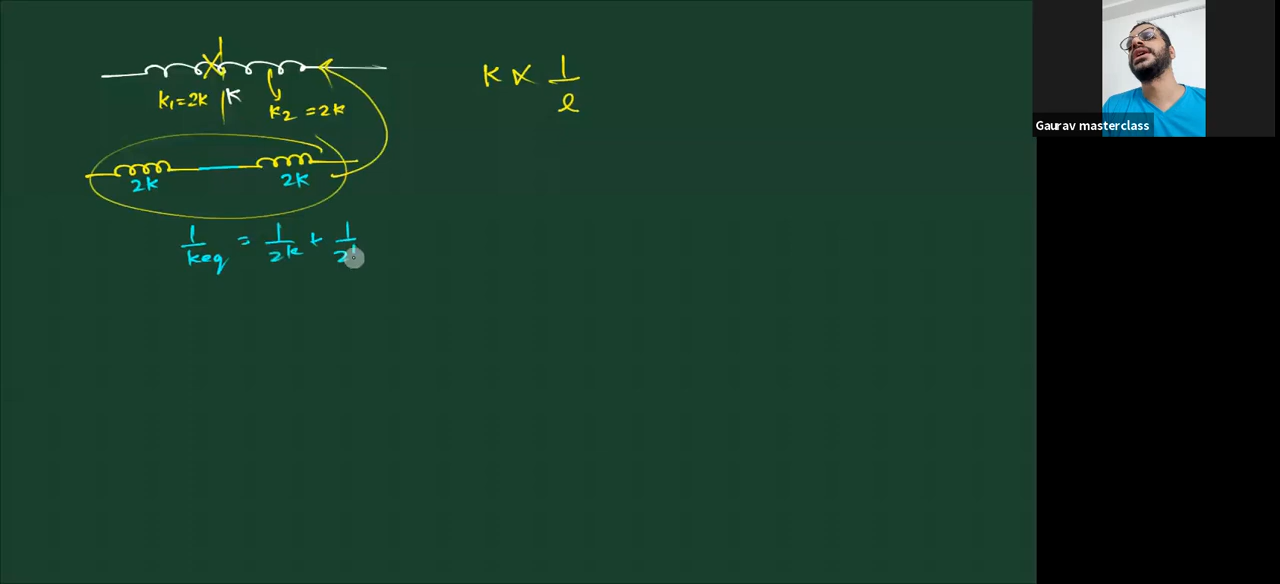 K ∝ 1/l
k₁=2k
K
k₂ =2k
2k
2k
1/keq = 1/2k + 1/2k
Gaurav masterclass